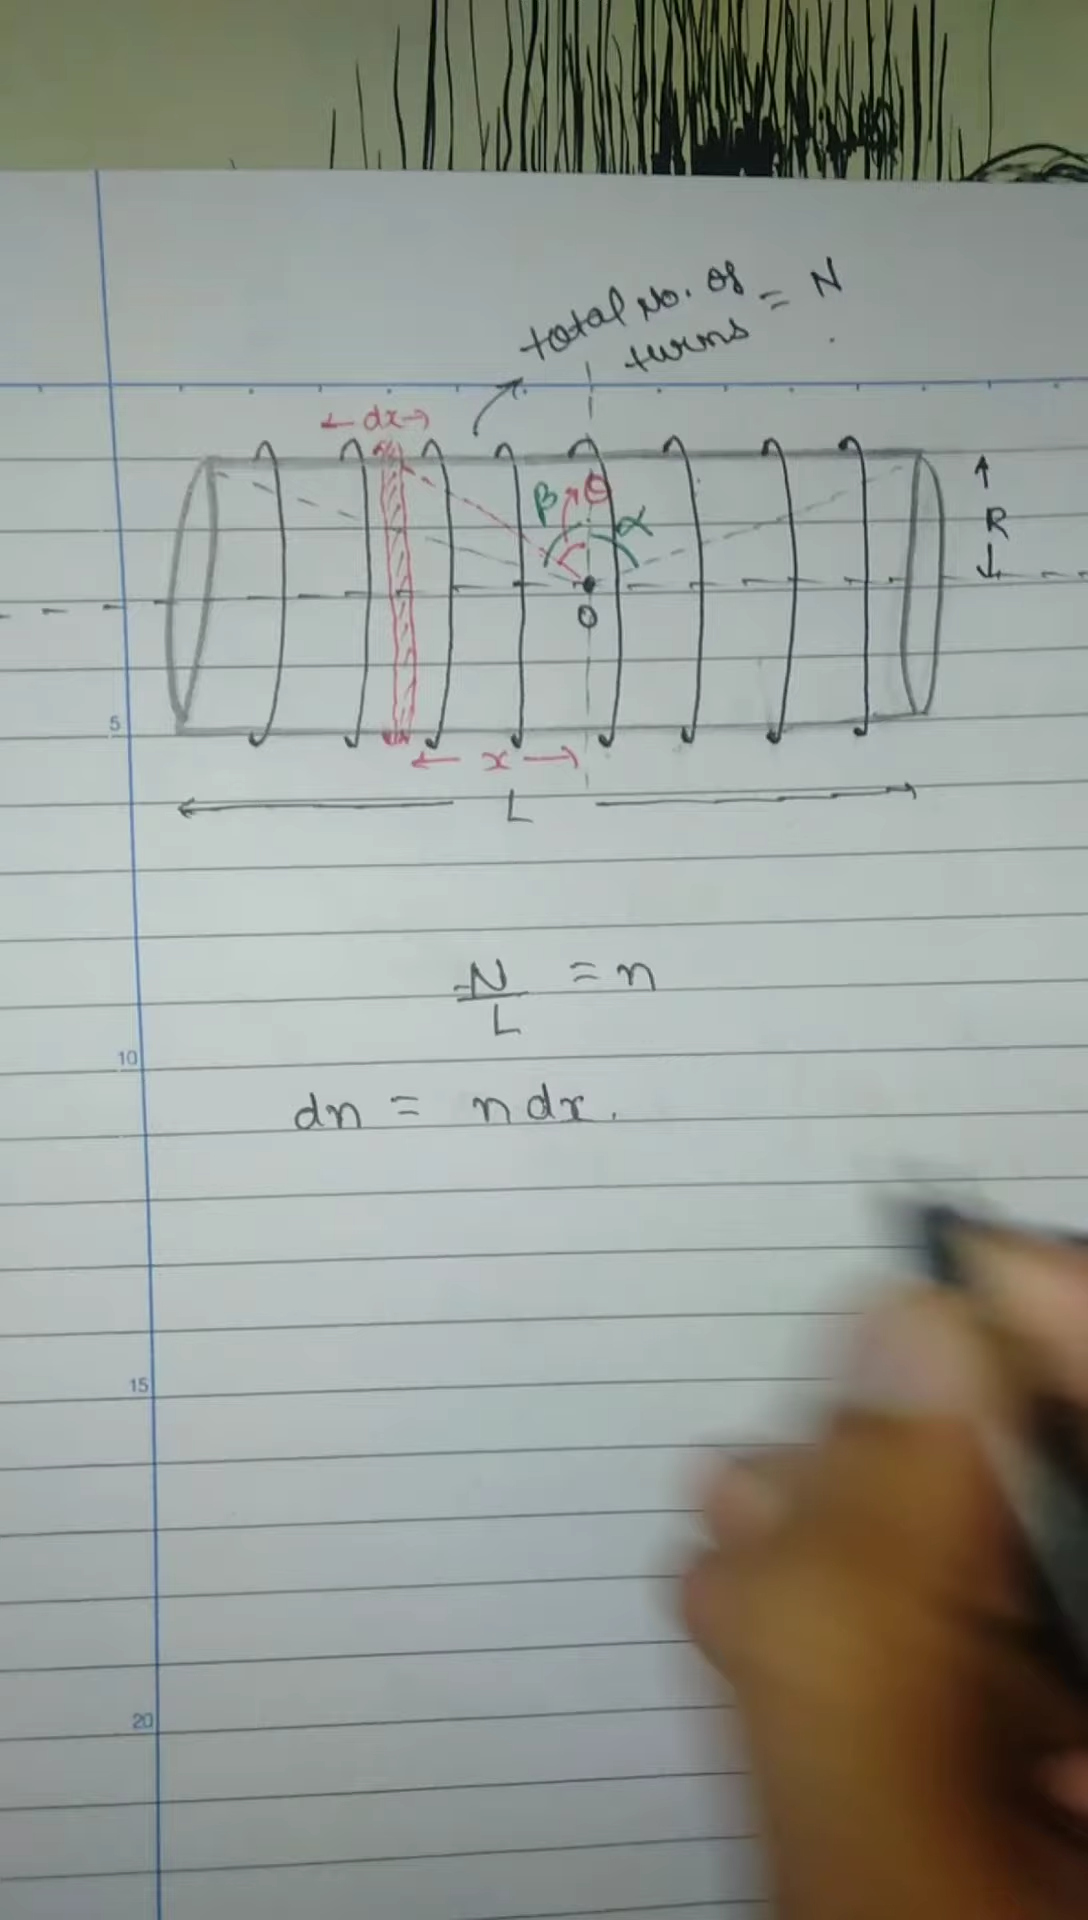 total No. of
turns = N
dx
β θ α
R
O
x
L
5
N/L = n
10
dn = n dx.
15
20